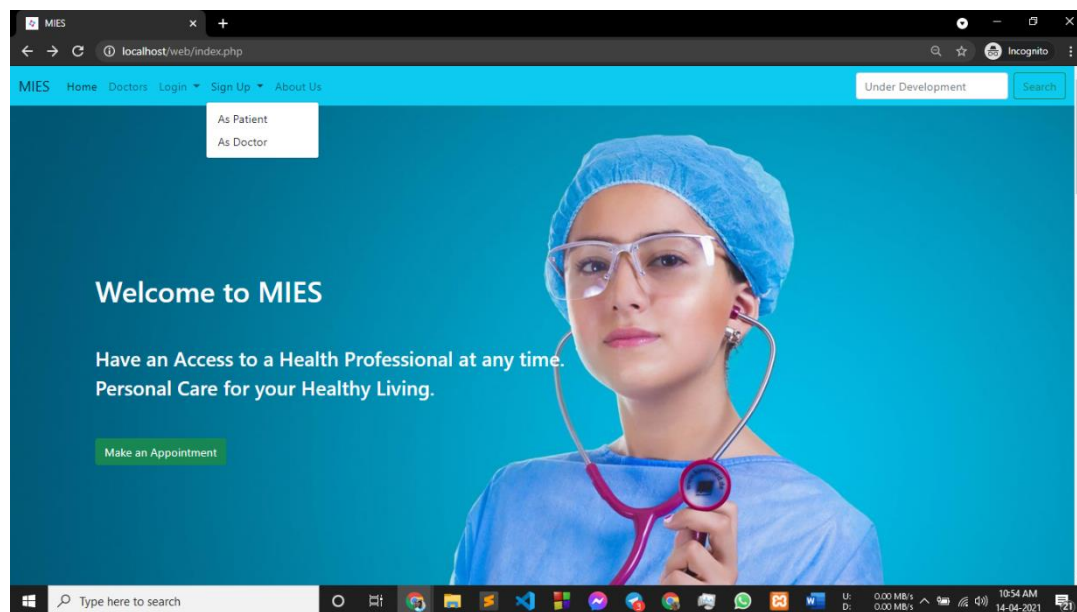 MIES
localhost/web/index.php
Incognito
MIES Home Doctors Login Sign Up About Us
Under Development Search
As Patient
As Doctor
Welcome to MIES
Have an Access to a Health Professional at any time.
Personal Care for your Healthy Living.
Make an Appointment
Type here to search
U: 0.00 MB/s
D: 0.00 MB/s
10:54 AM
14-04-2021
21